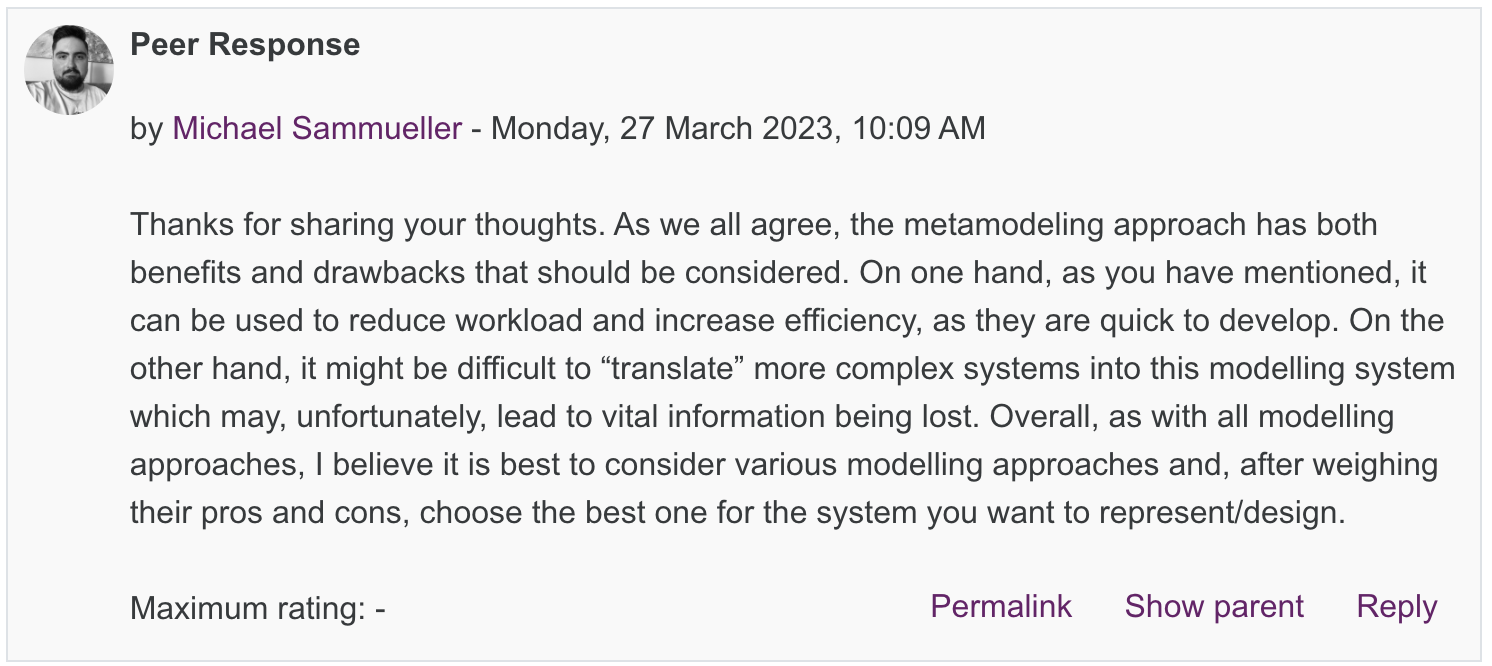 Peer Response
by Michael Sammueller - Monday, 27 March 2023, 10:09 AM
Thanks for sharing your thoughts. As we all agree, the metamodeling approach has both
benefits and drawbacks that should be considered. On one hand, as you have mentioned, it
can be used to reduce workload and increase efficiency, as they are quick to develop. On the
other hand, it might be difficult to “translate” more complex systems into this modelling system
which may, unfortunately, lead to vital information being lost. Overall, as with all modelling
approaches, I believe it is best to consider various modelling approaches and, after weighing
their pros and cons, choose the best one for the system you want to represent/design.
Maximum rating: - Permalink Show parent Reply